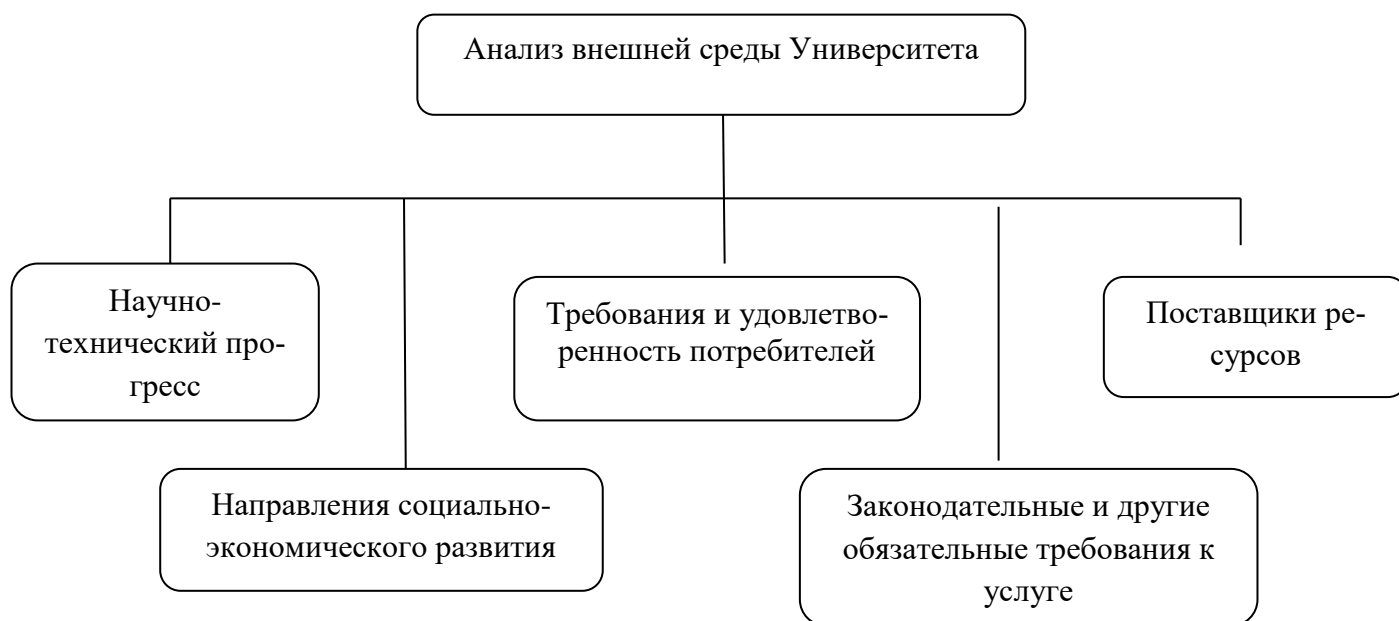 Анализ внешней среды Университета
Научно-
технический про-
гресс
Требования и удовлетво-
ренность потребителей
Поставщики ре-
сурсов
Направления социально-
экономического развития
Законодательные и другие
обязательные требования к
услуге